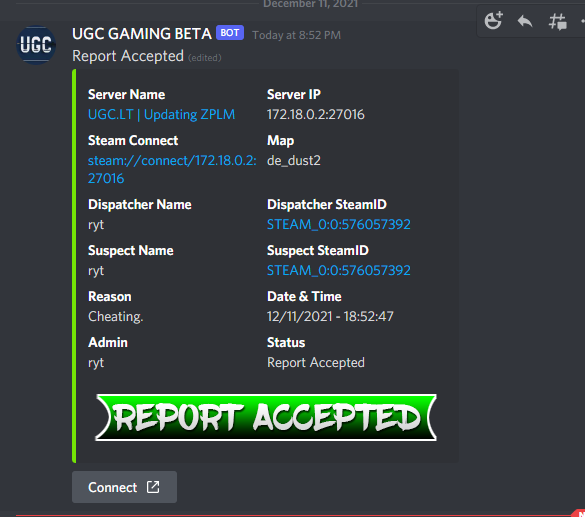 December 11, 2021
UGC
UGC GAMING BETA BOT Today at 8:52 PM
Report Accepted (edited)
Server Name Server IP
UGC.LT | Updating ZPLM 172.18.0.2:27016
Steam Connect Map
steam://connect/172.18.0.2: de_dust2
27016
Dispatcher Name Dispatcher SteamID
ryt STEAM_0:0:576057392
Suspect Name Suspect SteamID
ryt STEAM_0:0:576057392
Reason Date & Time
Cheating. 12/11/2021 - 18:52:47
Admin Status
ryt Report Accepted
REPORT ACCEPTED
Connect